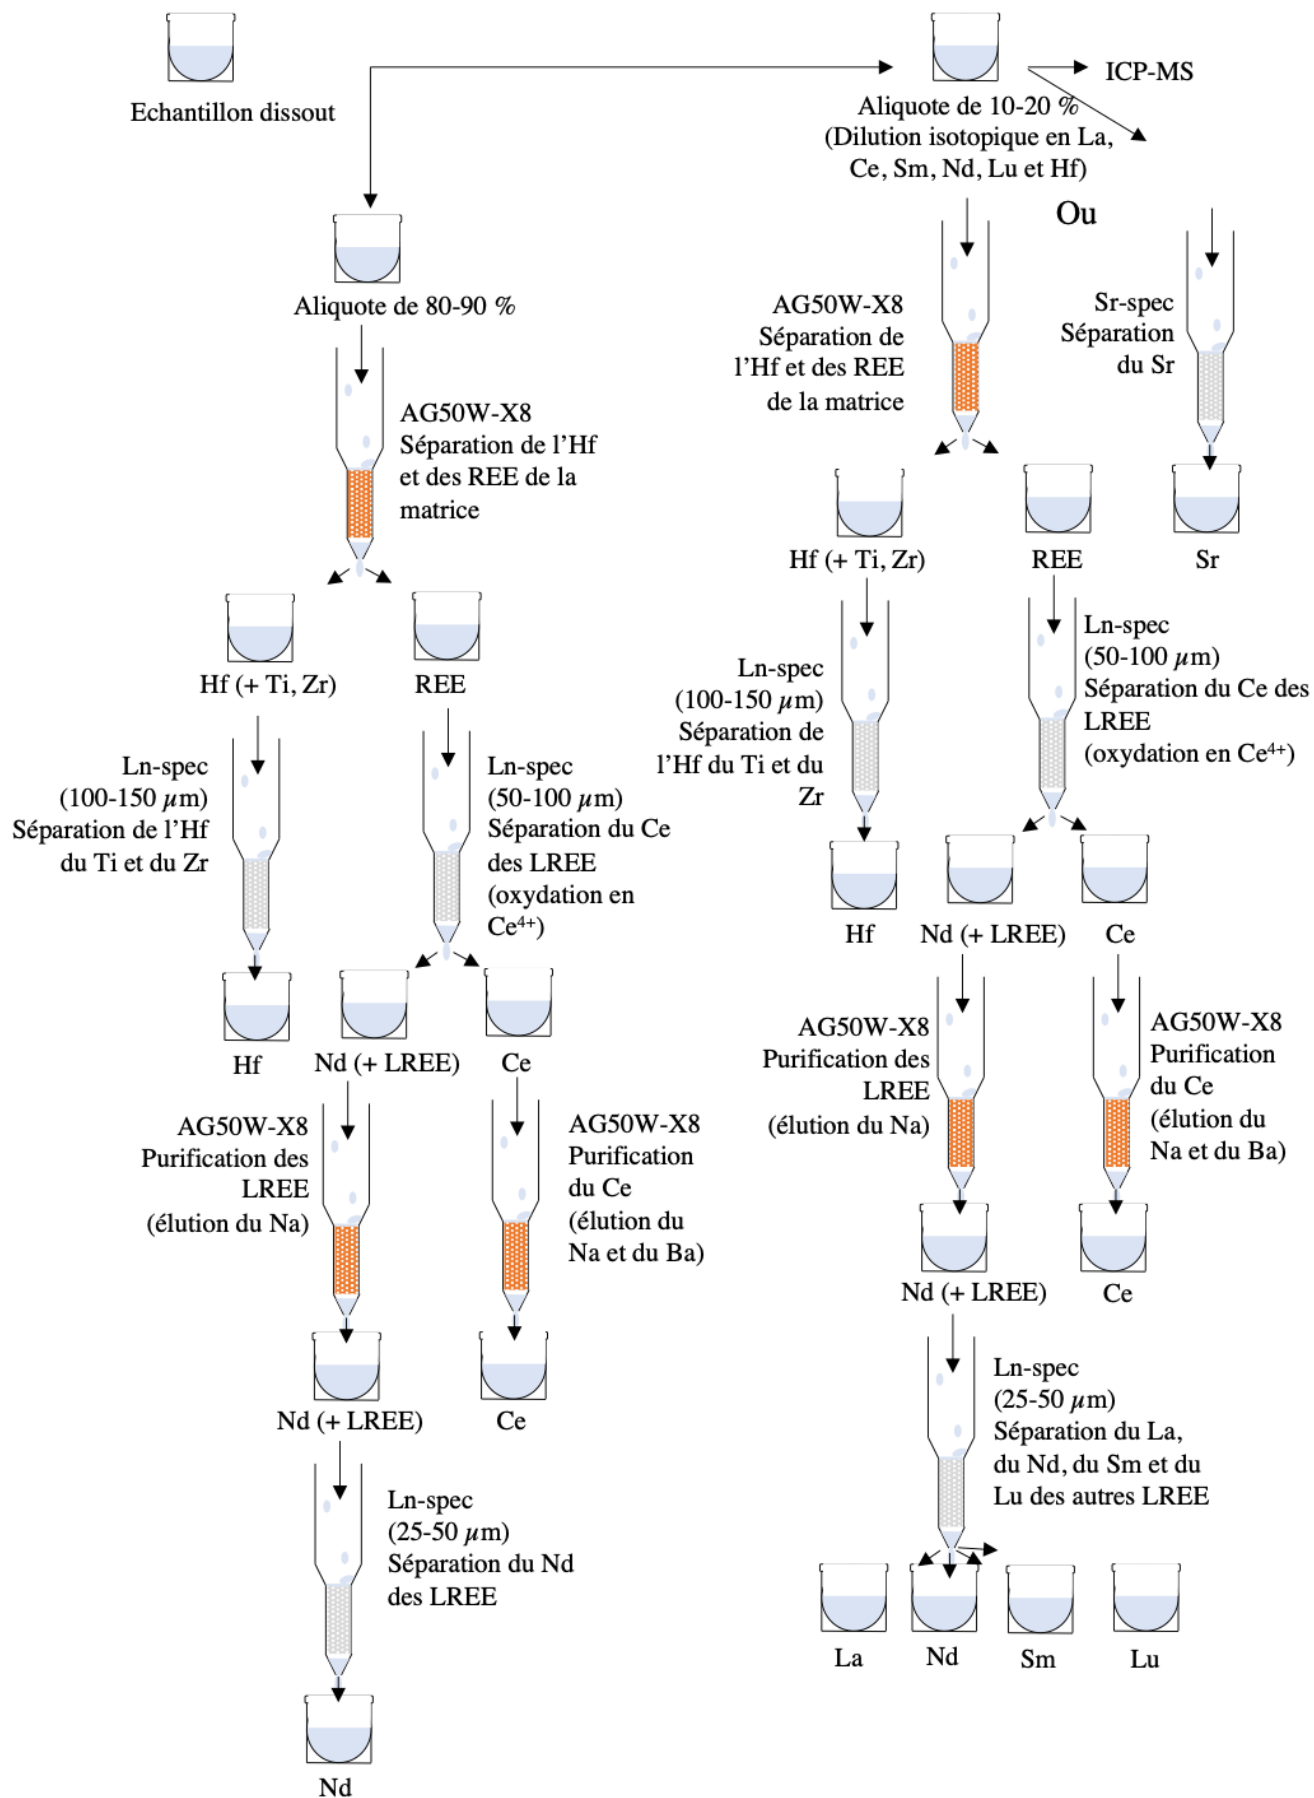 Echantillon dissout
ICP-MS
Aliquote de 10-20 %
(Dilution isotopique en La,
Ce, Sm, Nd, Lu et Hf)
Ou
Aliquote de 80-90 %
AG50W-X8
Séparation de l'Hf
et des REE de la
matrice
Hf (+ Ti, Zr)
REE
Ln-spec
(100-150 µm)
Séparation de l'Hf
du Ti et du Zr
Ln-spec
(50-100 µm)
Séparation du Ce
des LREE
(oxydation en
Ce⁴⁺)
Hf
Nd (+ LREE)
Ce
AG50W-X8
Purification des
LREE
(élution du Na)
AG50W-X8
Purification
du Ce
(élution du
Na et du Ba)
Nd (+ LREE)
Ce
Ln-spec
(25-50 µm)
Séparation du Nd
des LREE
Nd
AG50W-X8
Séparation de
l'Hf et des REE
de la matrice
Sr-spec
Séparation
du Sr
Hf (+ Ti, Zr)
REE
Sr
Ln-spec
(100-150 µm)
Séparation de
l'Hf du Ti et du
Zr
Ln-spec
(50-100 µm)
Séparation du Ce des
LREE
(oxydation en Ce⁴⁺)
Hf
Nd (+ LREE)
Ce
AG50W-X8
Purification des
LREE
(élution du Na)
AG50W-X8
Purification
du Ce
(élution du
Na et du Ba)
Nd (+ LREE)
Ce
Ln-spec
(25-50 µm)
Séparation du La,
du Nd, du Sm et du
Lu des autres LREE
La
Nd
Sm
Lu